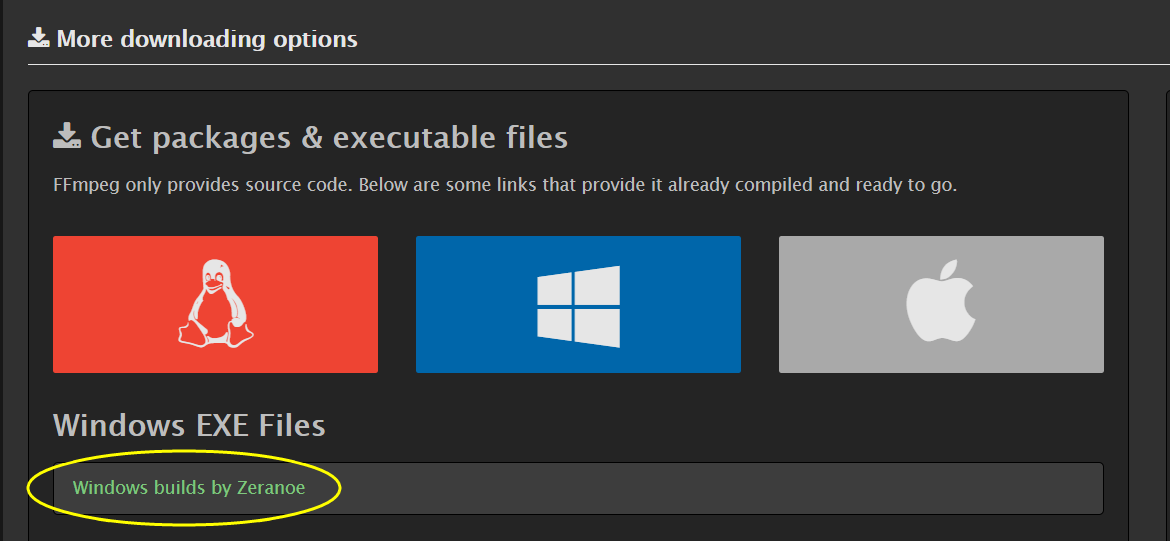 More downloading options
Get packages & executable files
FFmpeg only provides source code. Below are some links that provide it already compiled and ready to go.
Windows EXE Files
Windows builds by Zeranoe